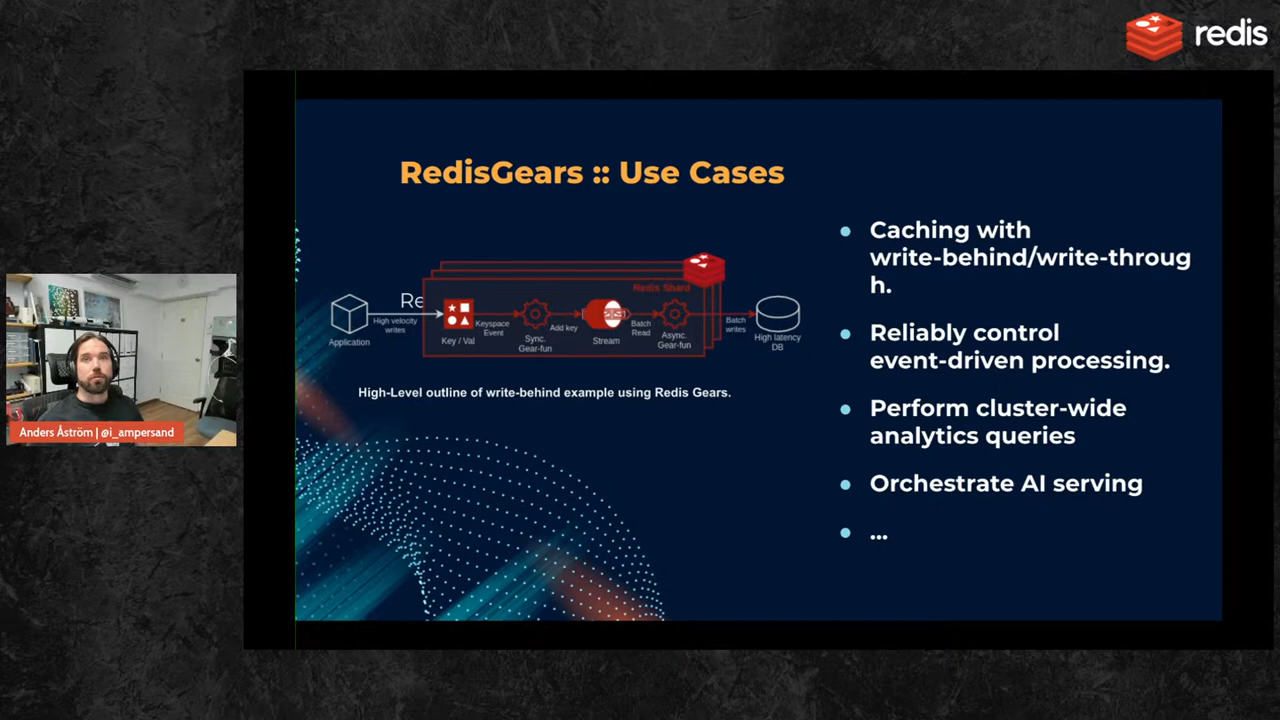 redis
RedisGears :: Use Cases
Caching with
write-behind/write-throug
h.
Reliably control
event-driven processing.
Perform cluster-wide
analytics queries
Orchestrate AI serving
...
Re
Redis Shard
Application
High velocity
writes
Key / Val
Keyspace
Event
Sync.
Gear-fun
Add key
Stream
Batch
Read
Async.
Gear-fun
Batch
writes
High latency
DB
High-Level outline of write-behind example using Redis Gears.
Anders Åström | @i_ampersand